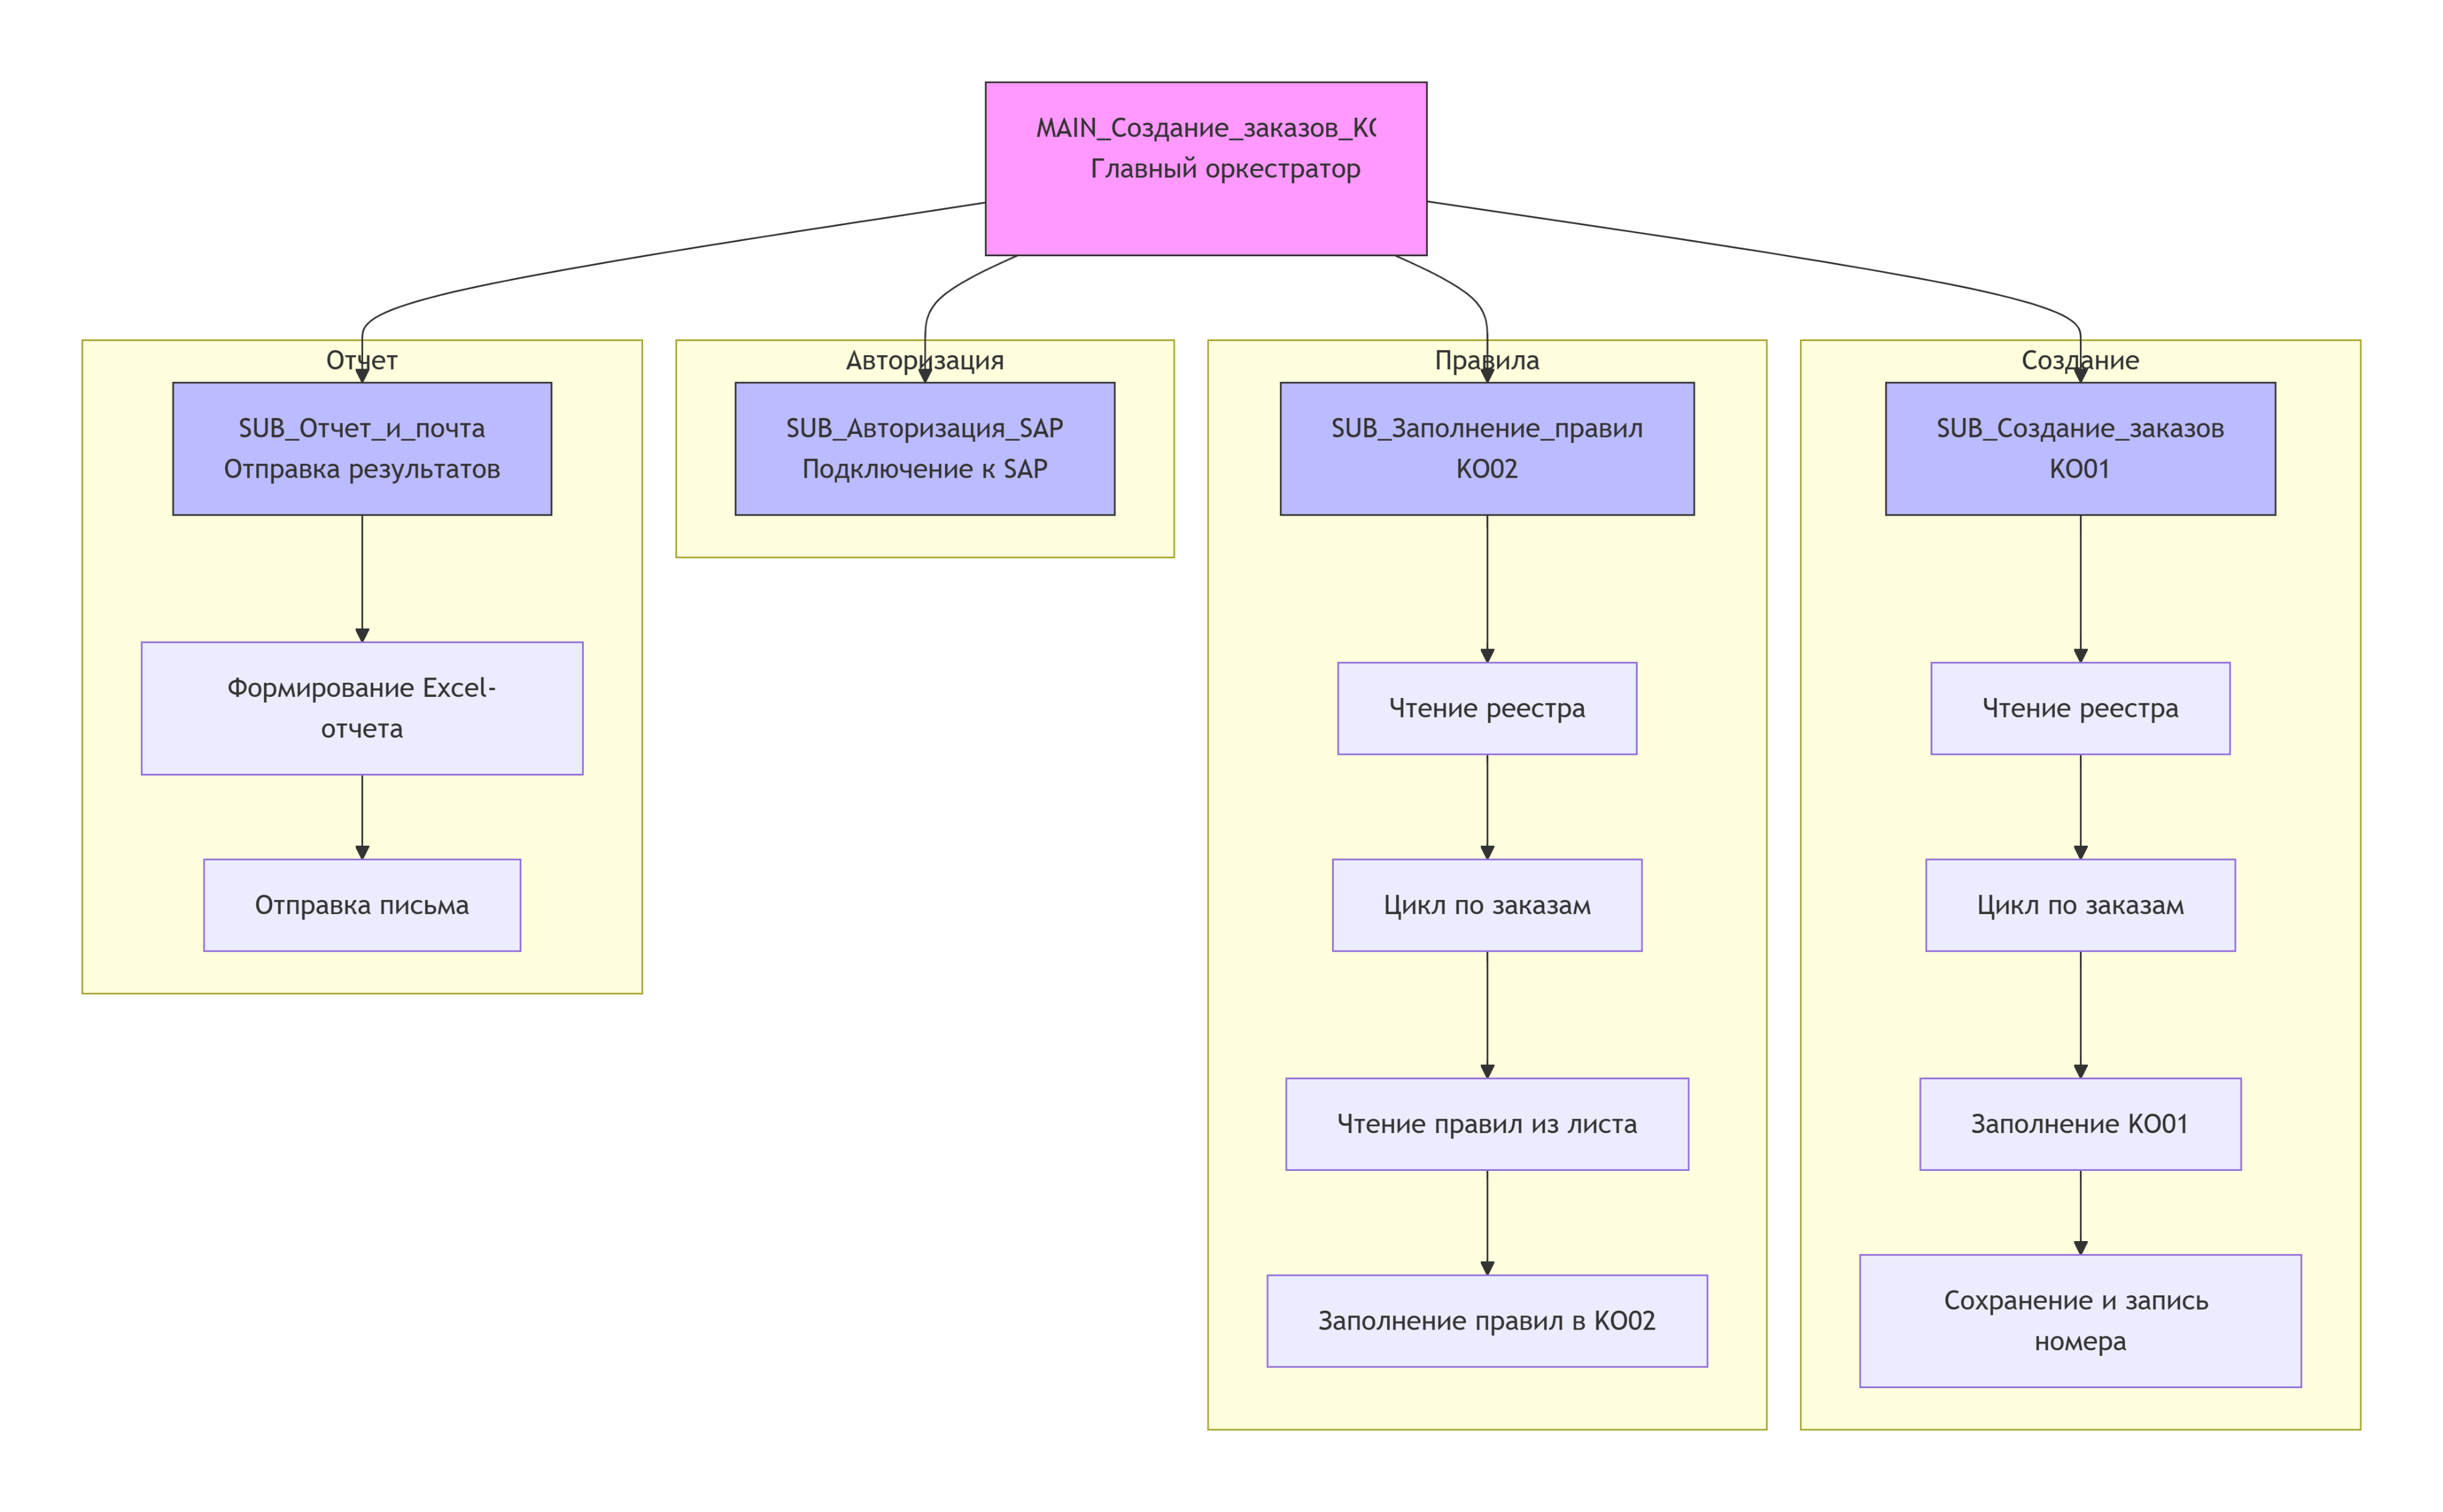 MAIN_Создание_заказов_КО
Главный оркестратор
Отчет
SUB_Отчет_и_почта
Отправка результатов
Формирование Excel-
отчета
Отправка письма
Авторизация
SUB_Авторизация_SAP
Подключение к SAP
Правила
SUB_Заполнение_правил
KO02
Чтение реестра
Цикл по заказам
Чтение правил из листа
Заполнение правил в KO02
Создание
SUB_Создание_заказов
KO01
Чтение реестра
Цикл по заказам
Заполнение KO01
Сохранение и запись
номера